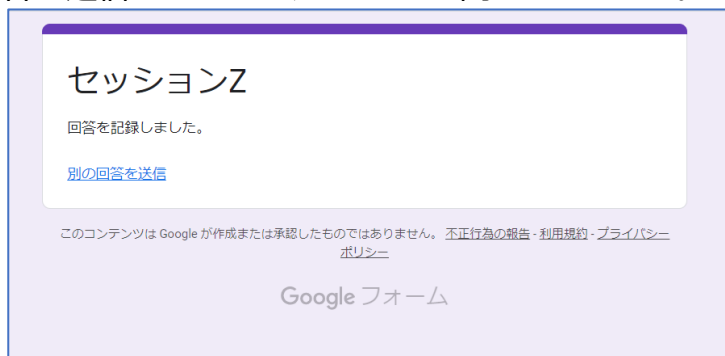 セッションZ
回答を記録しました。
別の回答を送信
このコンテンツは Google が作成または承認したものではありません。 不正行為の報告 - 利用規約 - プライバシー
ポリシー
Google フォーム